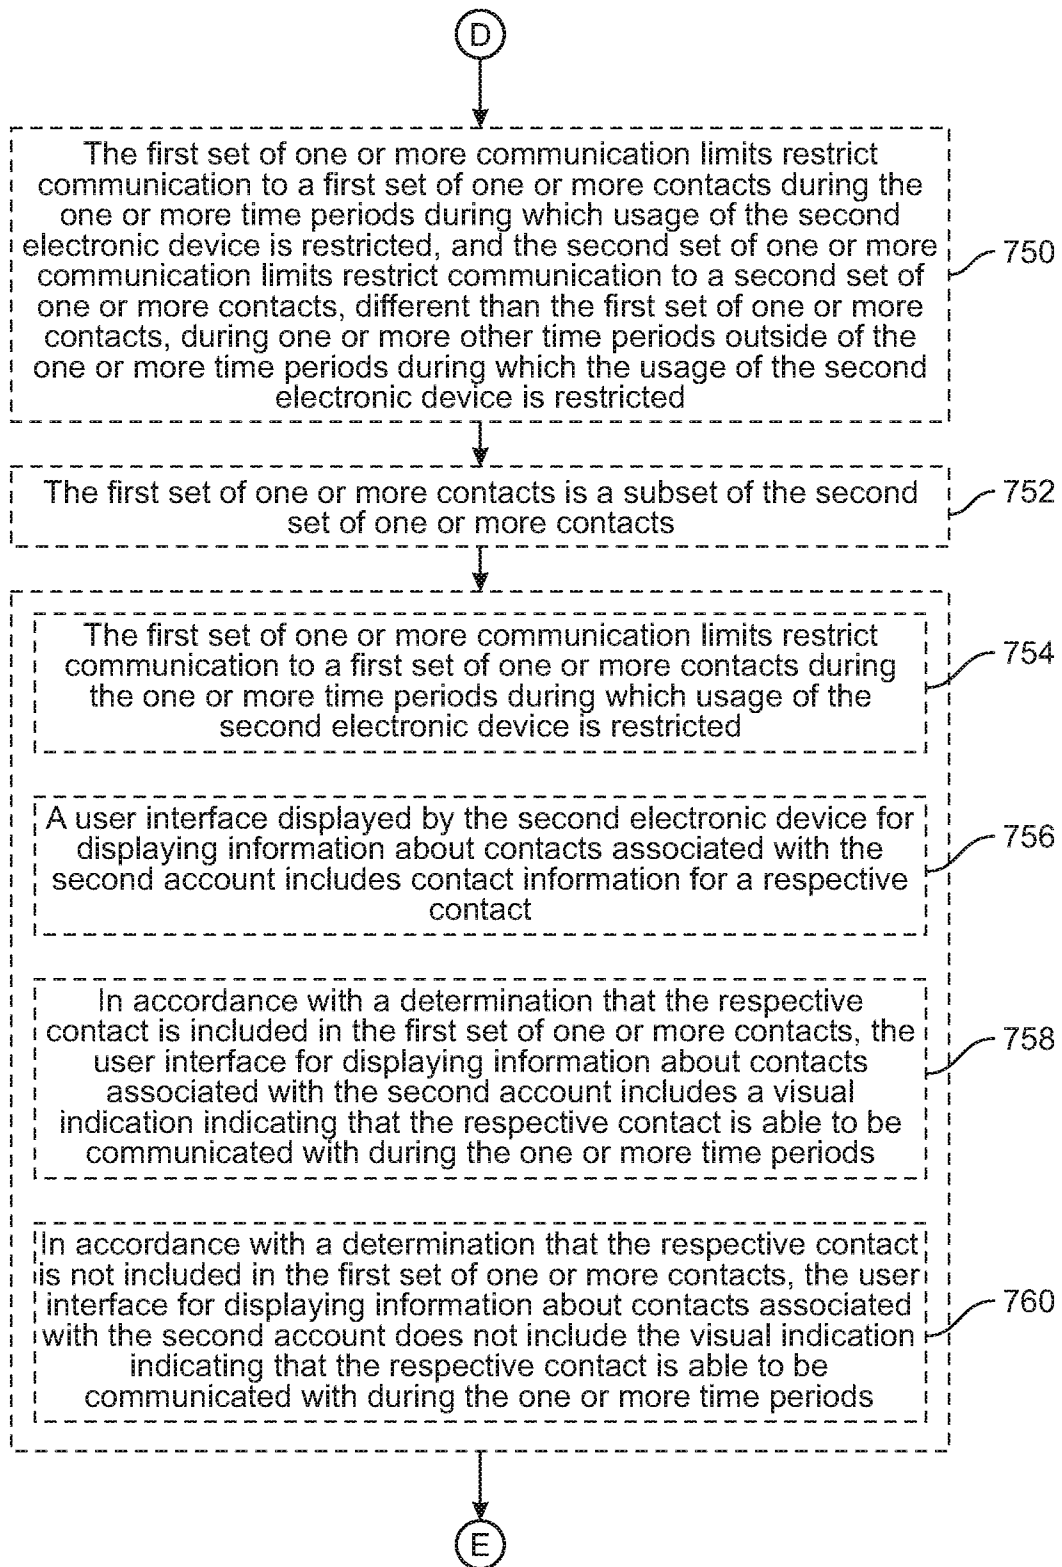 D
The first set of one or more communication limits restrict
communication to a first set of one or more contacts during the
one or more time periods during which usage of the second
electronic device is restricted, and the second set of one or more
communication limits restrict communication to a second set of
one or more contacts, different than the first set of one or more
contacts, during one or more other time periods outside of the
one or more time periods during which the usage of the second
electronic device is restricted
750
The first set of one or more contacts is a subset of the second
set of one or more contacts
752
The first set of one or more communication limits restrict
communication to a first set of one or more contacts during
the one or more time periods during which usage of the
second electronic device is restricted
754
A user interface displayed by the second electronic device for
displaying information about contacts associated with the
second account includes contact information for a respective
contact
756
In accordance with a determination that the respective
contact is included in the first set of one or more contacts, the
user interface for displaying information about contacts
associated with the second account includes a visual
indication indicating that the respective contact is able to be
communicated with during the one or more time periods
758
In accordance with a determination that the respective contact
is not included in the first set of one or more contacts, the user
interface for displaying information about contacts associated
with the second account does not include the visual indication
indicating that the respective contact is able to be
communicated with during the one or more time periods
760
E